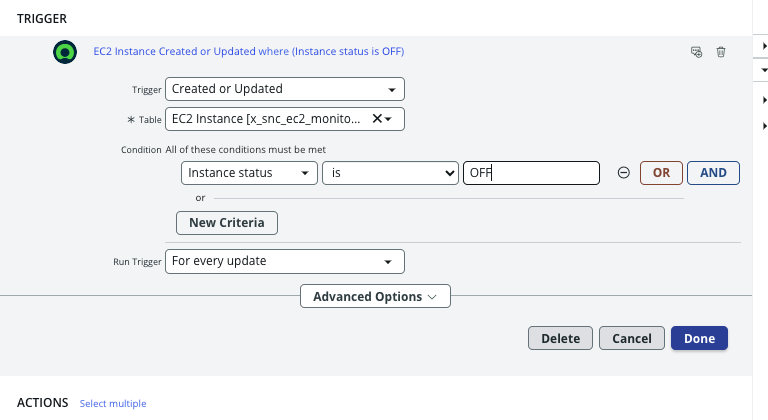 TRIGGER
EC2 Instance Created or Updated where (Instance status is OFF)
Trigger Created or Updated
* Table EC2 Instance [x_snc_ec2_monito...
Condition All of these conditions must be met
Instance status is OFF OR AND
or
New Criteria
Run Trigger For every update
Advanced Options
Delete Cancel Done
ACTIONS Select multiple